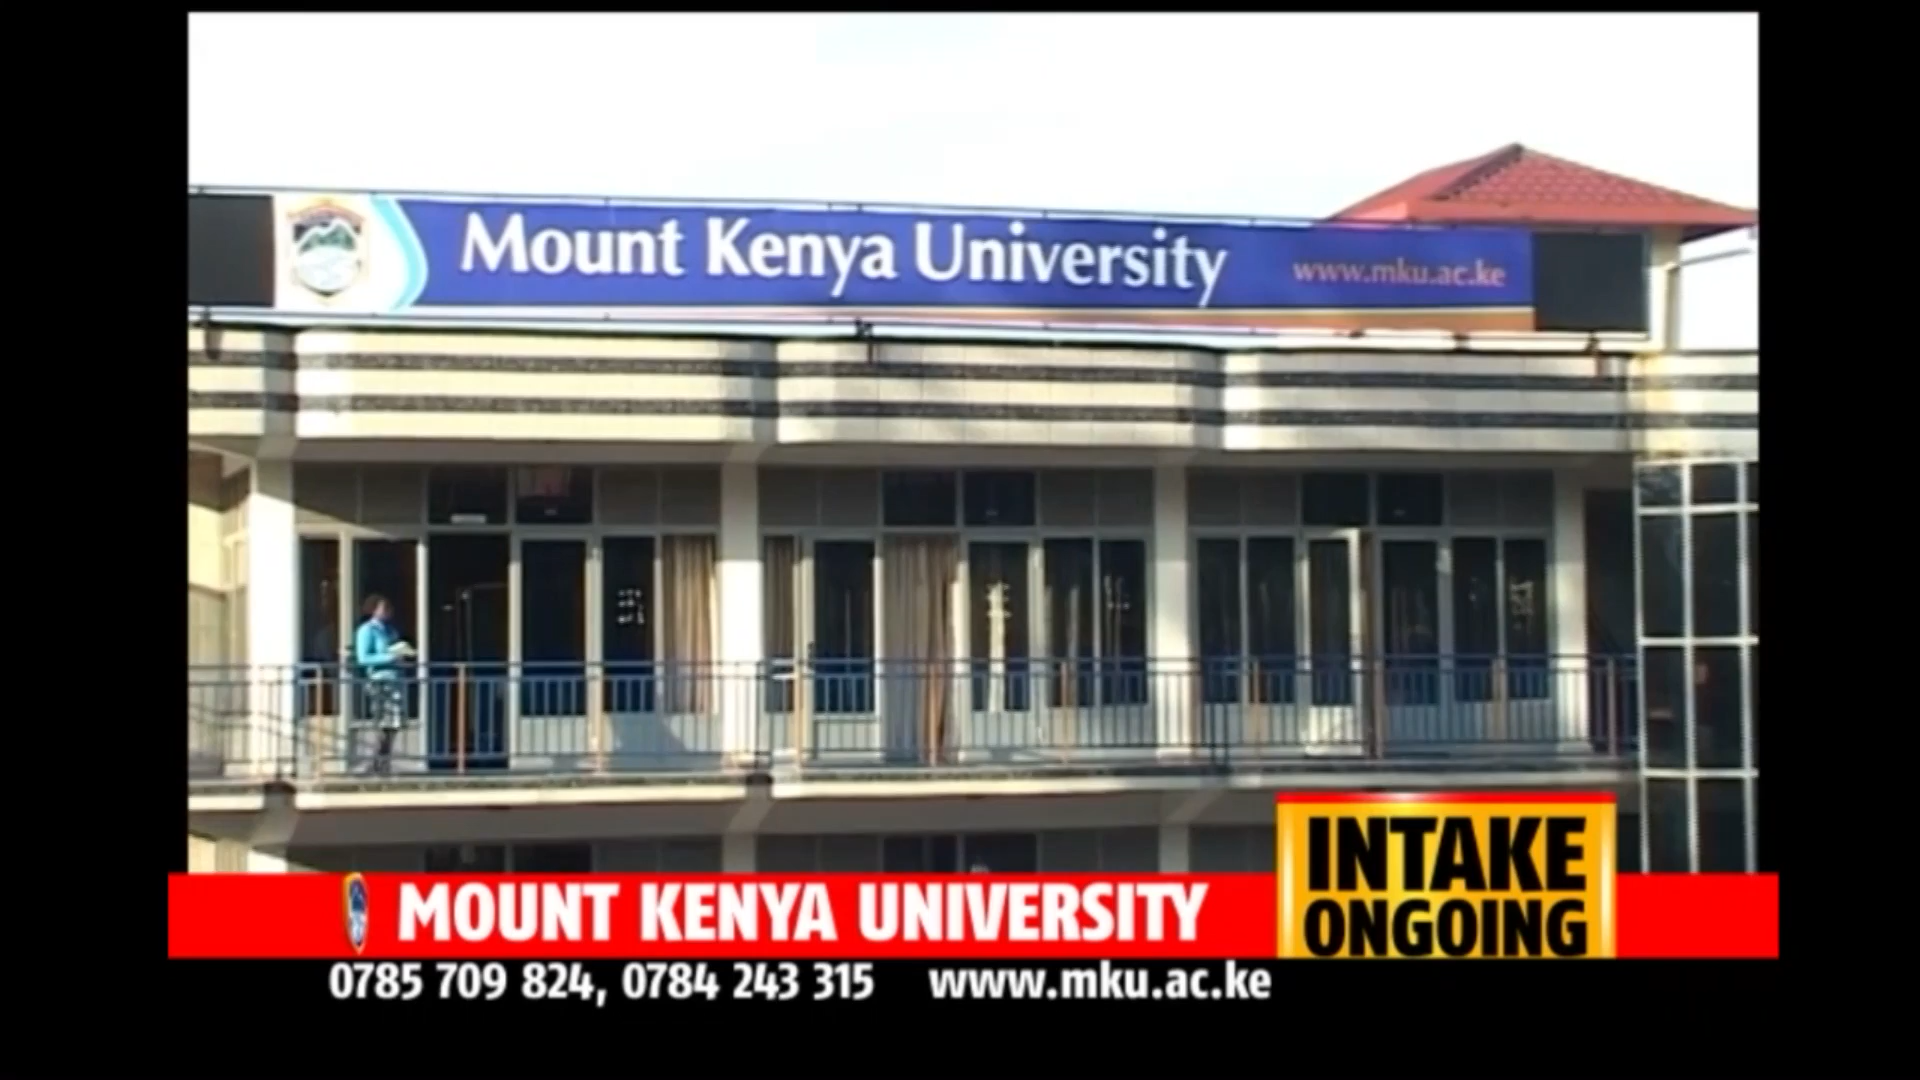 Mount Kenya University www.mku.ac.ke
MOUNT KENYA UNIVERSITY
INTAKE
ONGOING
0785 709 824, 0784 243 315 www.mku.ac.ke